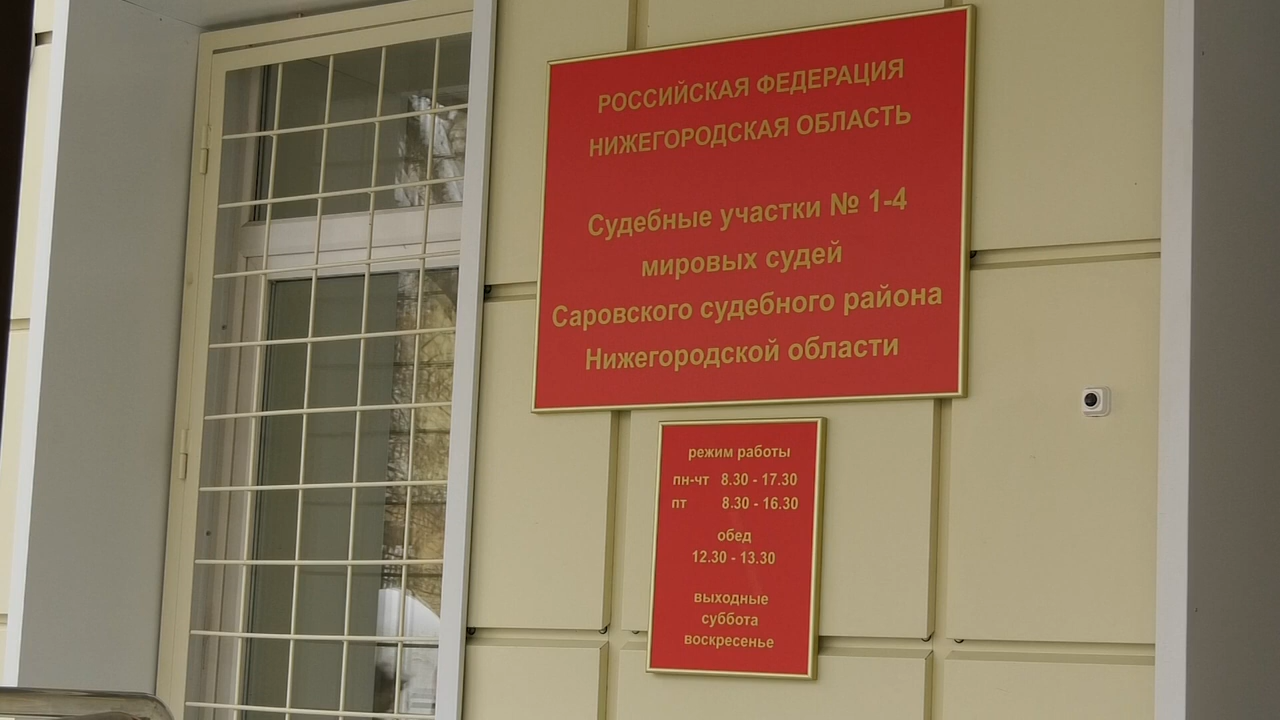 РОССИЙСКАЯ ФЕДЕРАЦИЯ
НИЖЕГОРОДСКАЯ ОБЛАСТЬ
Судебные участки № 1-4
мировых судей
Саровского судебного района
Нижегородской области
режим работы
пн-чт 8.30 - 17.30
пт 8.30 - 16.30
обед
12.30 - 13.30
выходные
суббота
воскресенье